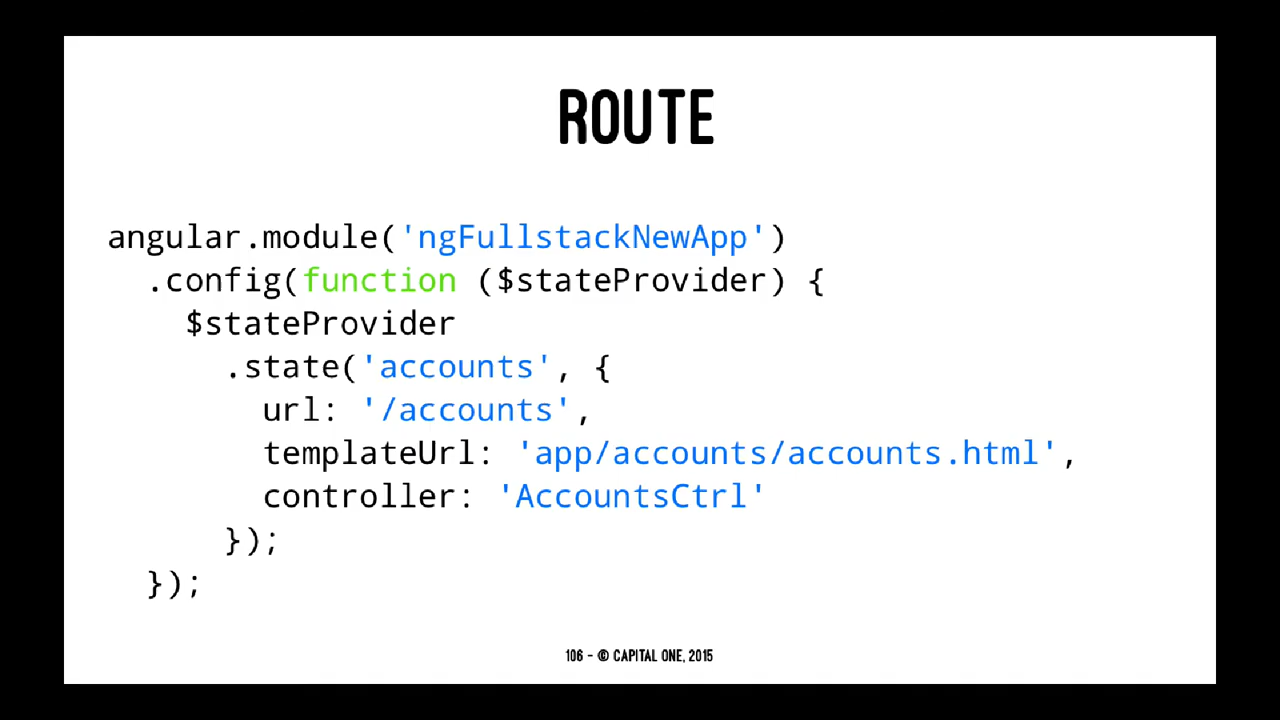 ROUTE
angular.module('ngFullstackNewApp')
  .config(function ($stateProvider) {
    $stateProvider
      .state('accounts', {
        url: '/accounts',
        templateUrl: 'app/accounts/accounts.html',
        controller: 'AccountsCtrl'
      });
  });
106 - © CAPITAL ONE, 2015